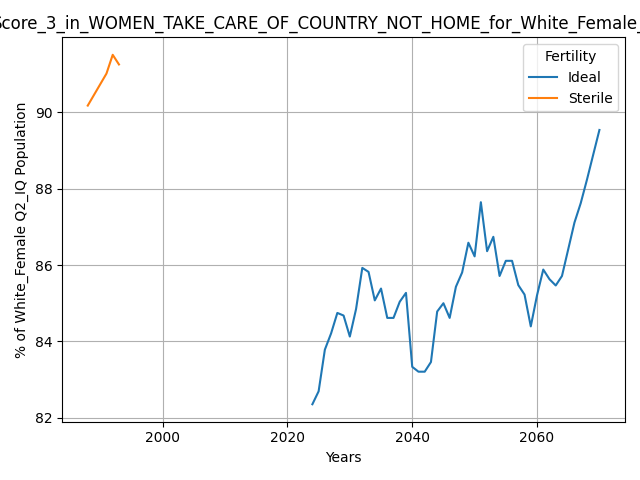 Score_3_in_WOMEN_TAKE_CARE_OF_COUNTRY_NOT_HOME_for_White_Female_
Fertility
Ideal
Sterile
% of White_Female Q2_IQ Population
90
88
86
84
82
2000
2020
2040
2060
Years